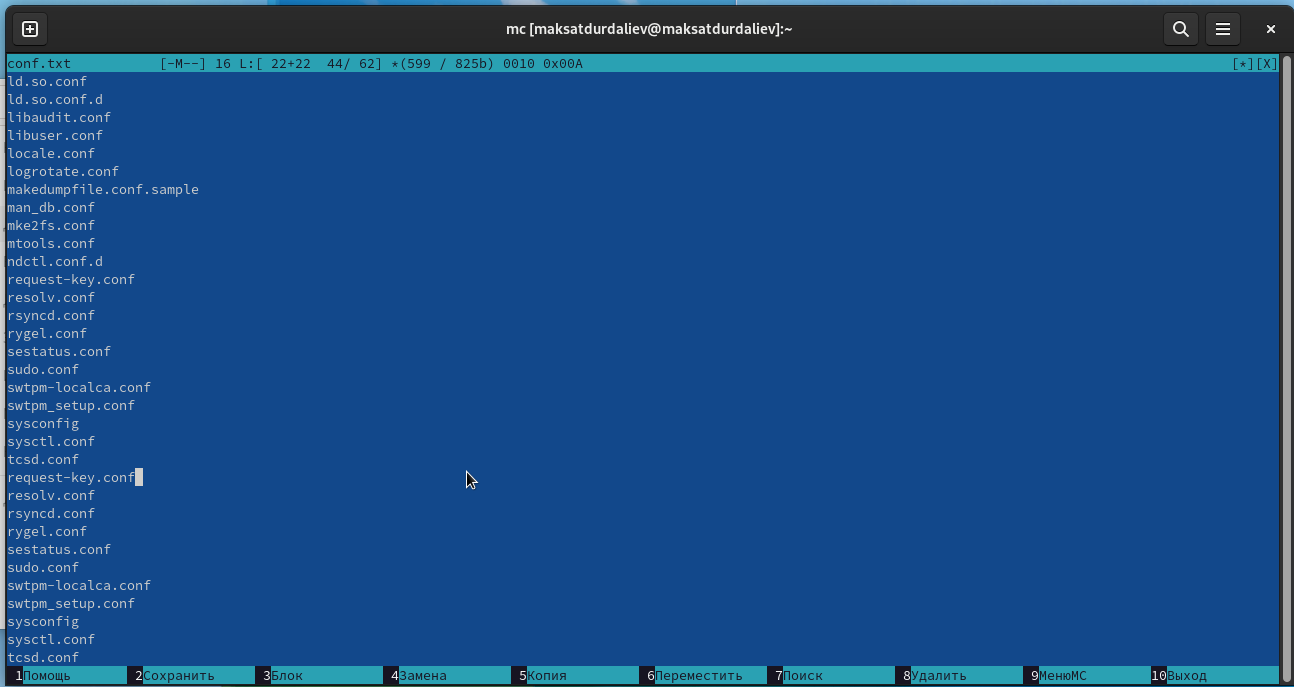 mc [maksatdurdaliev@maksatdurdaliev]:~
conf.txt [-M--] 16 L:[ 22+22 44/ 62] *(599 / 825b) 0010 0x00A [*][X]
ld.so.conf
ld.so.conf.d
libaudit.conf
libuser.conf
locale.conf
logrotate.conf
makedumpfile.conf.sample
man_db.conf
mke2fs.conf
mtools.conf
ndctl.conf.d
request-key.conf
resolv.conf
rsyncd.conf
rygel.conf
sestatus.conf
sudo.conf
swtpm-localca.conf
swtpm_setup.conf
sysconfig
sysctl.conf
tcsd.conf
request-key.conf
resolv.conf
rsyncd.conf
rygel.conf
sestatus.conf
sudo.conf
swtpm-localca.conf
swtpm_setup.conf
sysconfig
sysctl.conf
tcsd.conf
1Помощь 2Сохранить 3Блок 4Замена 5Копия 6Переместить 7Поиск 8Удалить 9МенюМС 10Выход